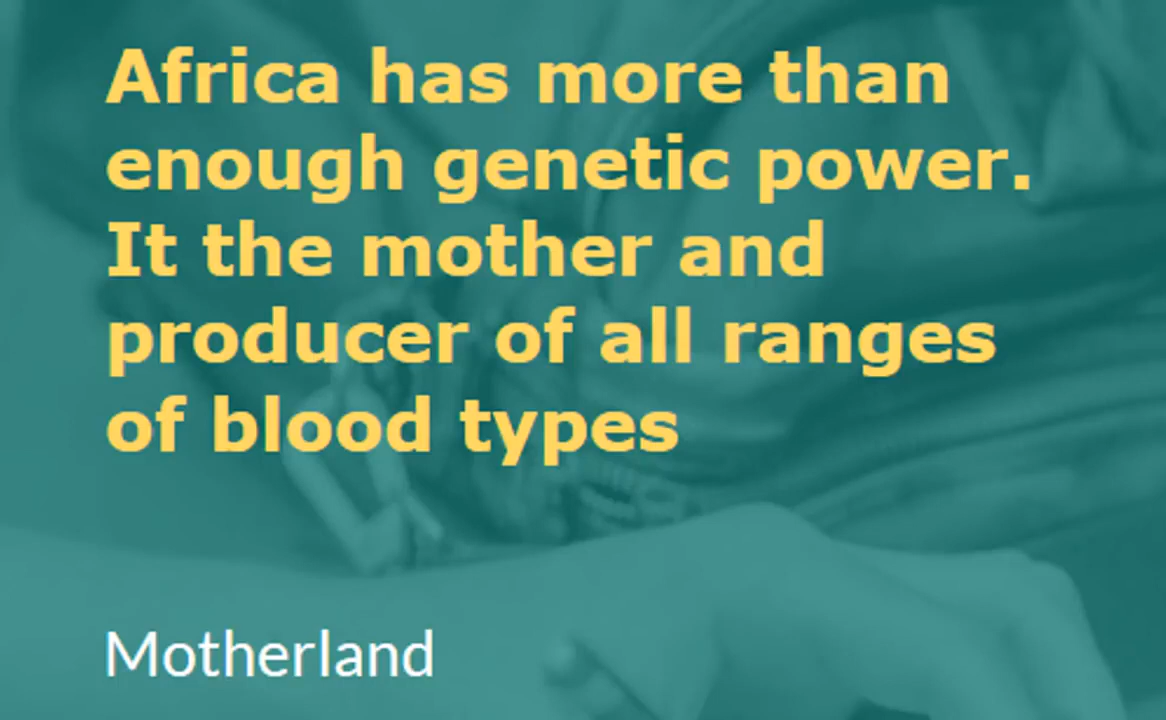 Africa has more than
enough genetic power.
It the mother and
producer of all ranges
of blood types
Motherland